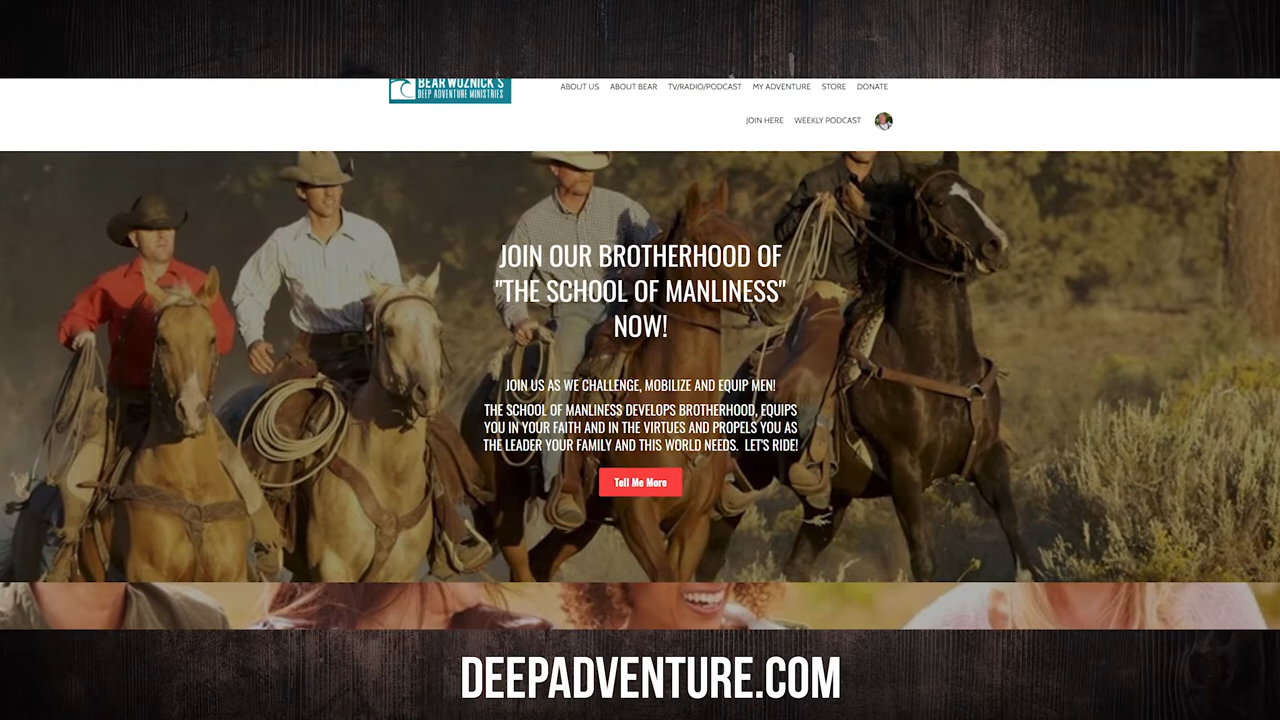 BEAR WOZNICK'S
DEEP ADVENTURE MINISTRIES
ABOUT US ABOUT BEAR TV/RADIO/PODCAST MY ADVENTURE STORE DONATE
JOIN HERE WEEKLY PODCAST
JOIN OUR BROTHERHOOD OF
"THE SCHOOL OF MANLINESS"
NOW!
JOIN US AS WE CHALLENGE, MOBILIZE AND EQUIP MEN!
THE SCHOOL OF MANLINESS DEVELOPS BROTHERHOOD, EQUIPS
YOU IN YOUR FAITH AND IN THE VIRTUES AND PROPELS YOU AS
THE LEADER YOUR FAMILY AND THIS WORLD NEEDS. LET'S RIDE!
Tell Me More
DEEPADVENTURE.COM